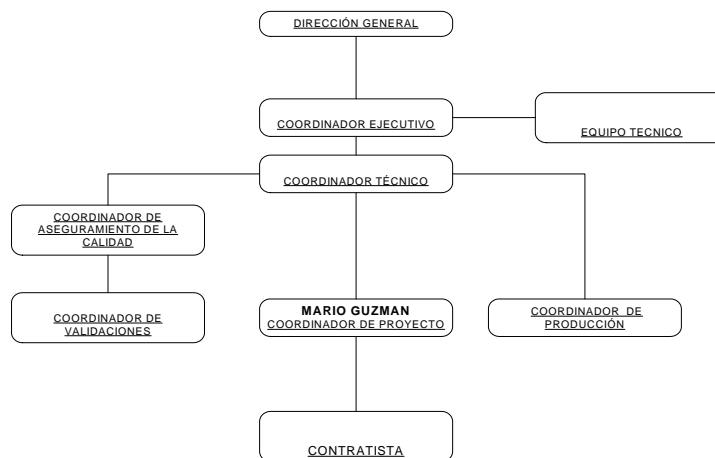 DIRECCIÓN GENERAL
COORDINADOR EJECUTIVO
EQUIPO TECNICO
COORDINADOR TÉCNICO
COORDINADOR DE
ASEGURAMIENTO DE LA
CALIDAD
COORDINADOR DE
VALIDACIONES
MARIO GUZMAN
COORDINADOR DE PROYECTO
COORDINADOR DE
PRODUCCIÓN
CONTRATISTA